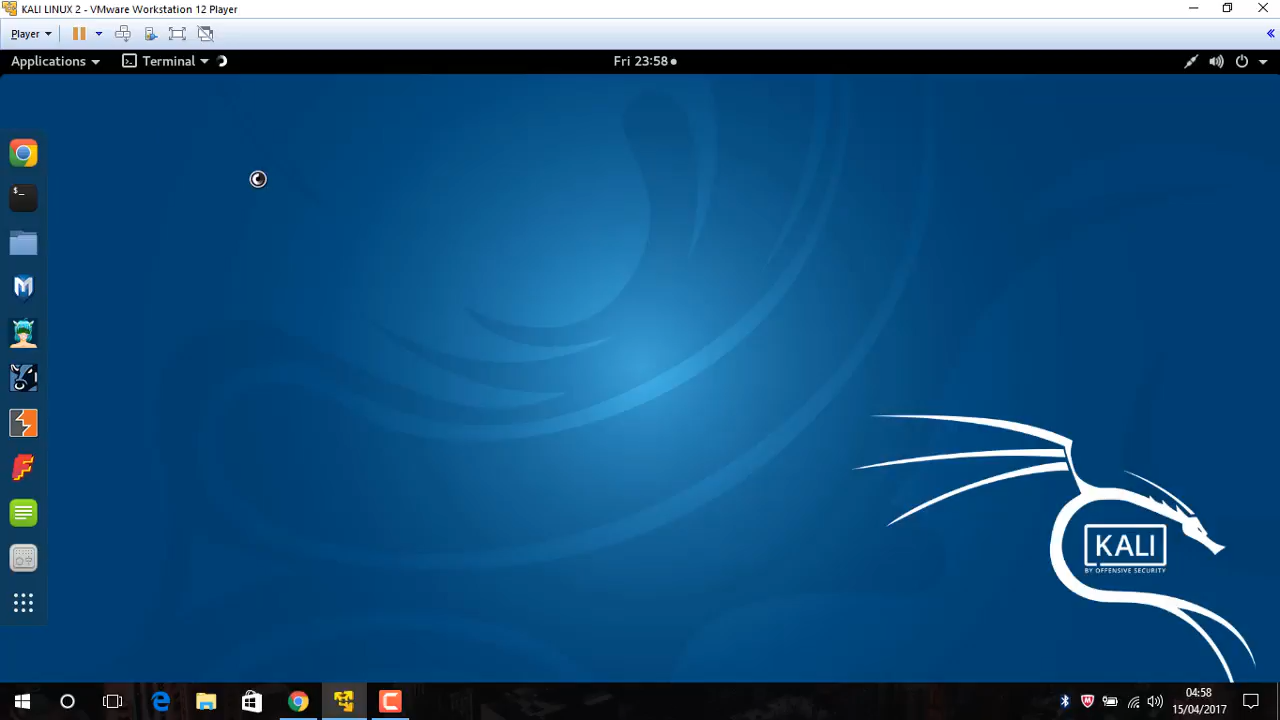 KALI LINUX 2 - VMware Workstation 12 Player
Player
Applications Terminal Fri 23:58
$_
KALI
BY OFFENSIVE SECURITY
04:58
15/04/2017